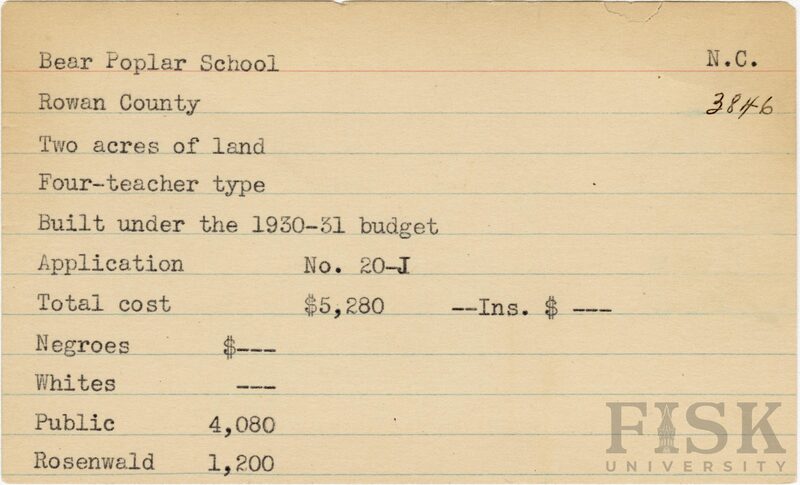 Bear Poplar School N.C.
Rowan County 3846
Two acres of land
Four-teacher type
Built under the 1930-31 budget
Application No. 20-J
Total cost $5,280 --Ins. $ ---
Negroes $---
Whites ---
Public 4,080
Rosenwald 1,200
FISK
UNIVERSITY